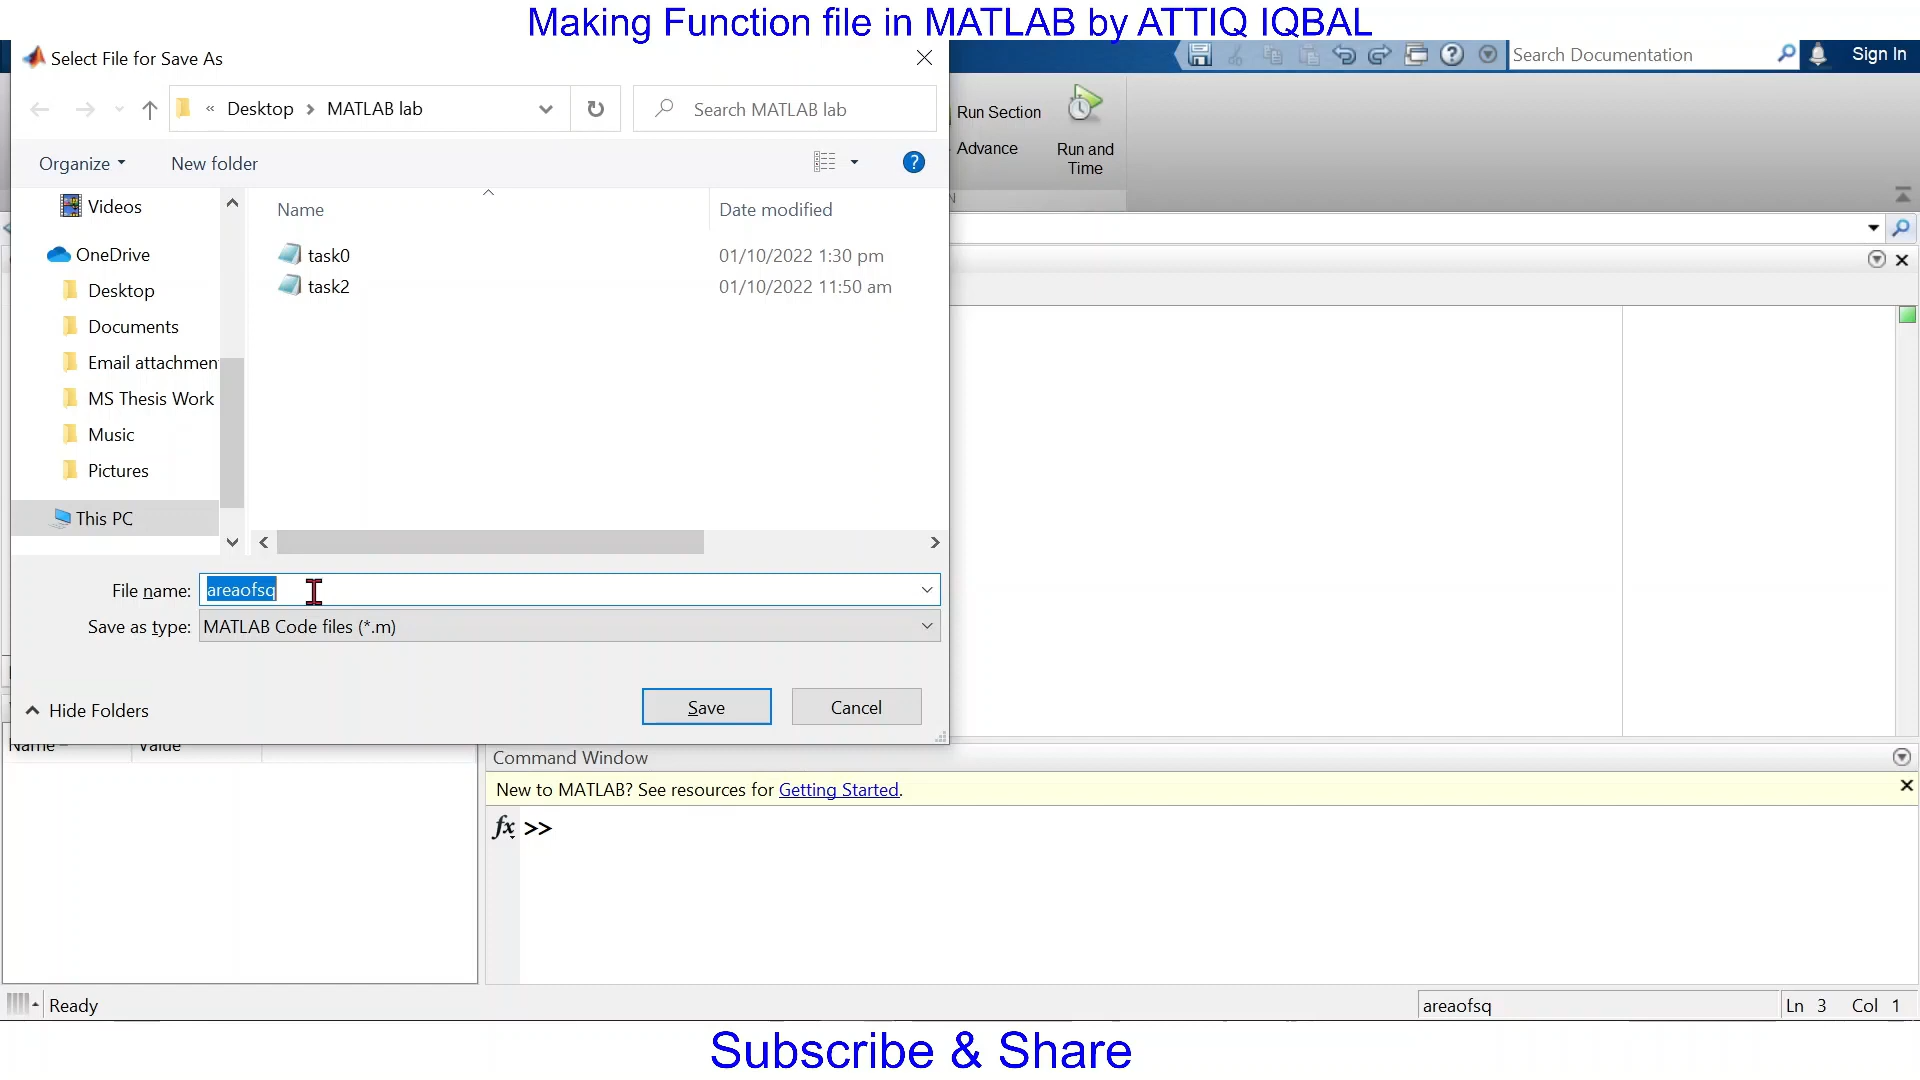 Making Function file in MATLAB by ATTIQ IQBAL
Select File for Save As
Search Documentation
Sign In
« Desktop > MATLAB lab
Search MATLAB lab
Run Section
Advance
Run and
Time
Organize
New folder
Name
Date modified
Videos
OneDrive
Desktop
Documents
Email attachmen
MS Thesis Work
Music
Pictures
This PC
task0
01/10/2022 1:30 pm
task2
01/10/2022 11:50 am
File name: areaofsq
Save as type: MATLAB Code files (*.m)
Hide Folders
Save
Cancel
Name
Value
Command Window
New to MATLAB? See resources for Getting Started.
fx >>
Ready
areaofsq
Ln 3 Col 1
Subscribe & Share